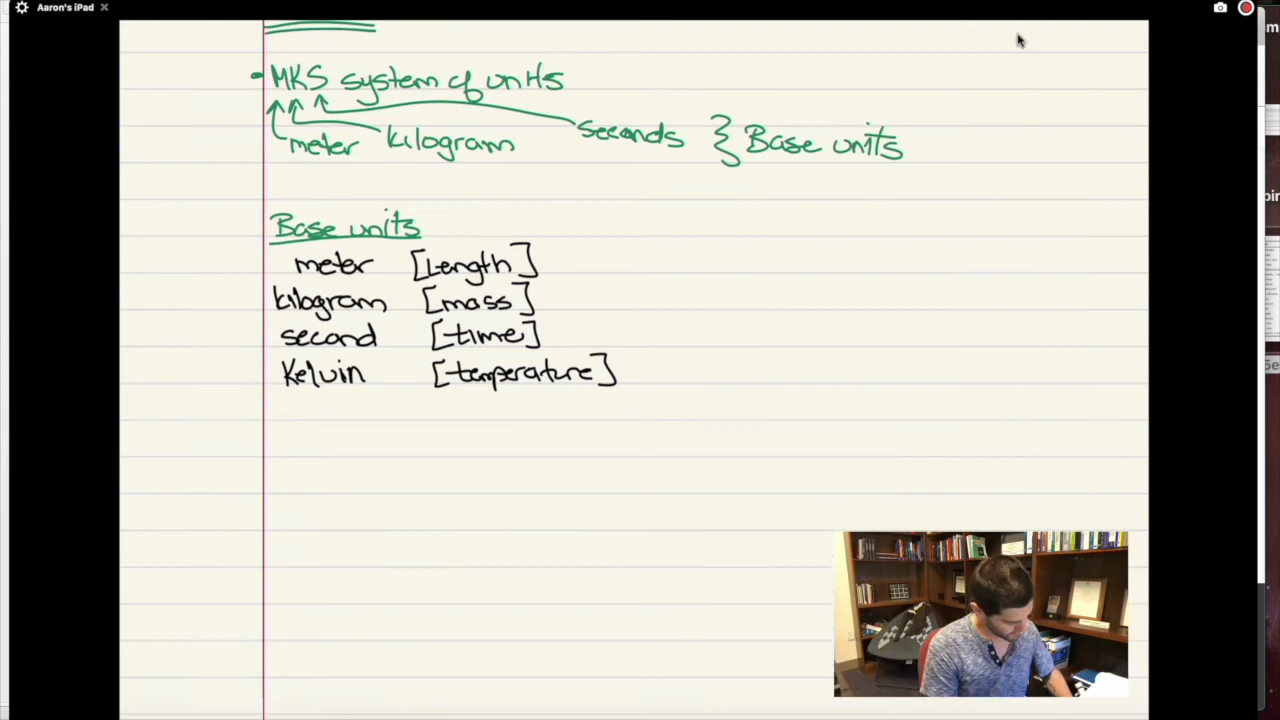 Aaron's iPad
• MKS system of units
meter kilogram seconds } Base units
Base units
meter [Length]
kilogram [mass]
second [time]
Kelvin [temperature]